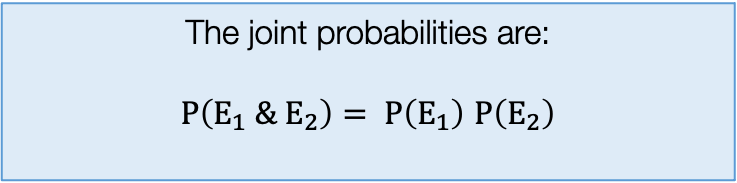 The joint probabilities are:
P(E₁ & E₂) = P(E₁) P(E₂)